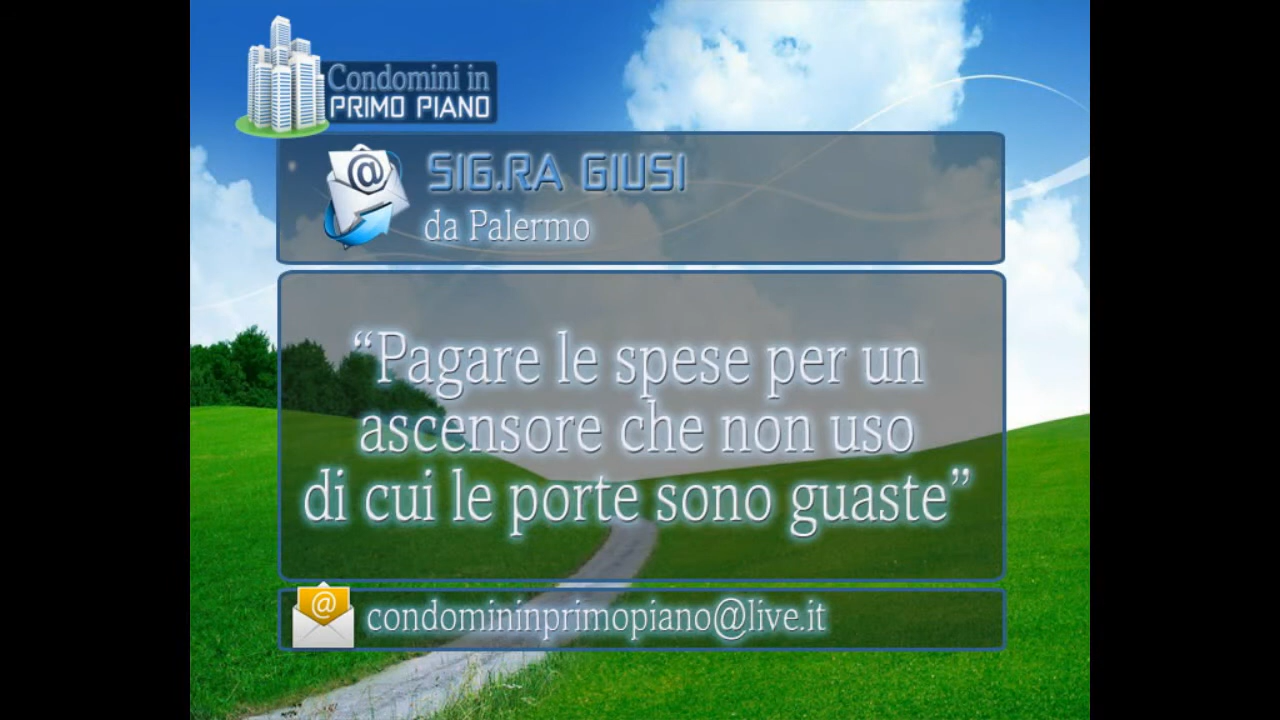 Condomini in
PRIMO PIANO
@
SIG.RA GIUSI
da Palermo
“Pagare le spese per un
ascensore che non uso
di cui le porte sono guaste”
@
condomininprimopiano@live.it